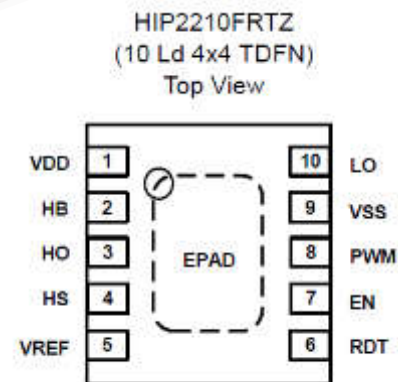 HIP2210FRTZ
(10 Ld 4x4 TDFN)
Top View
VDD 1 10 LO
HB 2 9 VSS
HO 3 EPAD 8 PWM
HS 4 7 EN
VREF 5 6 RDT